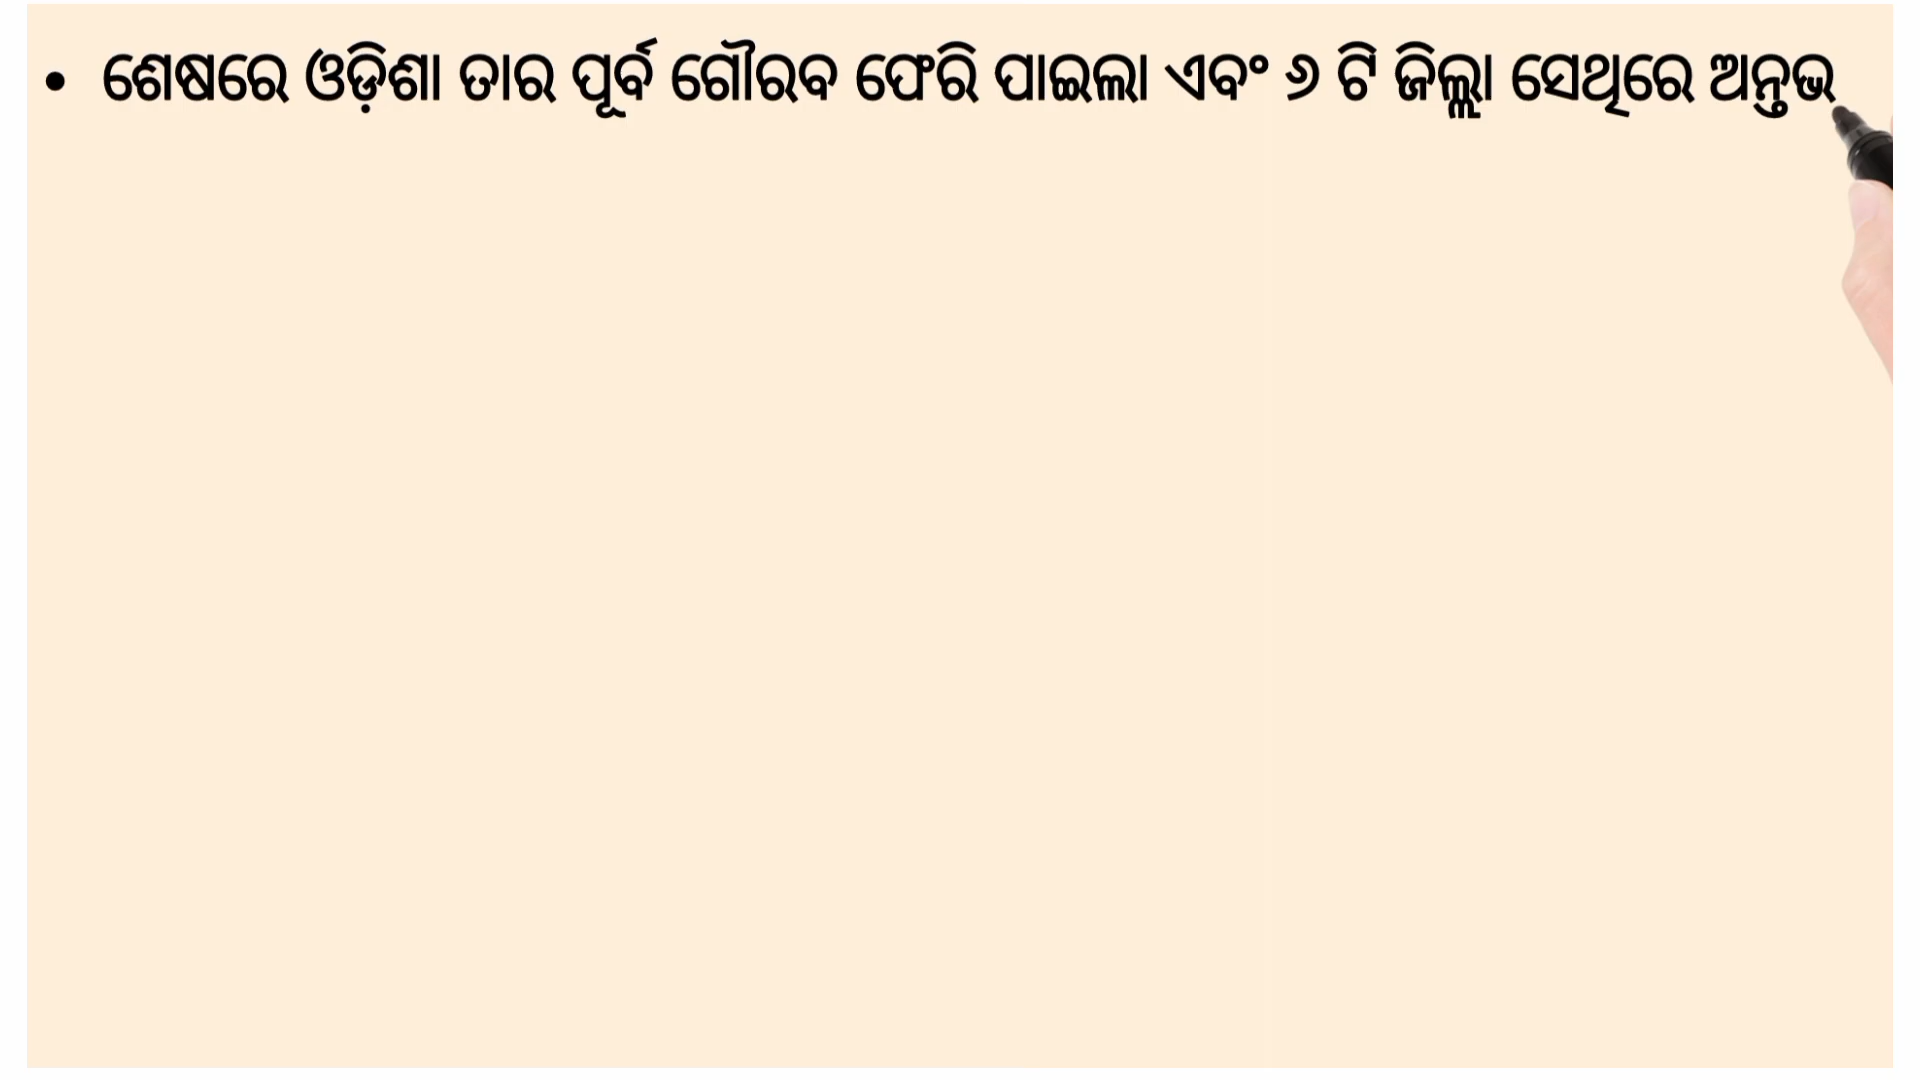 • ଶେଷରେ ଓଡ଼ିଶା ତାର ପୂର୍ବ ଗୌରବ ଫେରି ପାଇଲା ଏବଂ ୬ ଟି ଜିଲ୍ଲା ସେଥିରେ ଅନ୍ତଭ